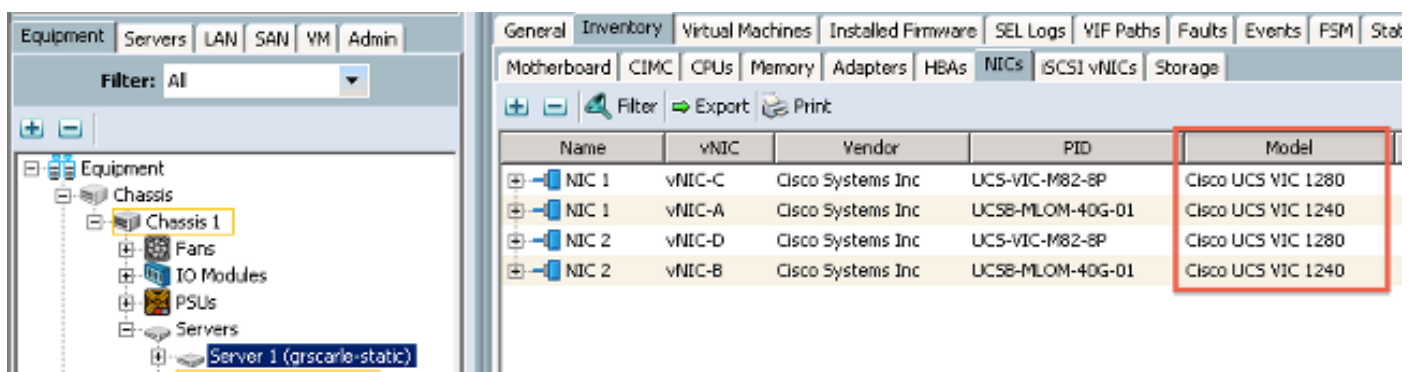 Equipment Servers LAN SAN VM Admin
Filter: All
Equipment
Chassis
Chassis 1
Fans
IO Modules
PSUs
Servers
Server 1 (grscarle-static)
General Inventory Virtual Machines Installed Firmware SEL Logs VIF Paths Faults Events FSM Stat
Motherboard CIMC CPUs Memory Adapters HBAs NICs iSCSI vNICs Storage
Filter Export Print
Name vNIC Vendor PID Model
NIC 1 vNIC-C Cisco Systems Inc UCS-VIC-M82-8P Cisco UCS VIC 1280
NIC 1 vNIC-A Cisco Systems Inc UCSB-MLOM-40G-01 Cisco UCS VIC 1240
NIC 2 vNIC-D Cisco Systems Inc UCS-VIC-M82-8P Cisco UCS VIC 1280
NIC 2 vNIC-B Cisco Systems Inc UCSB-MLOM-40G-01 Cisco UCS VIC 1240